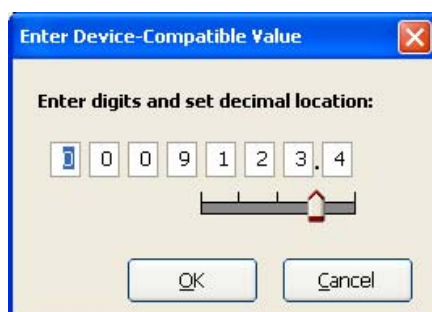 Enter Device-Compatible Value
Enter digits and set decimal location:
0 0 0 9 1 2 3 . 4
OK Cancel